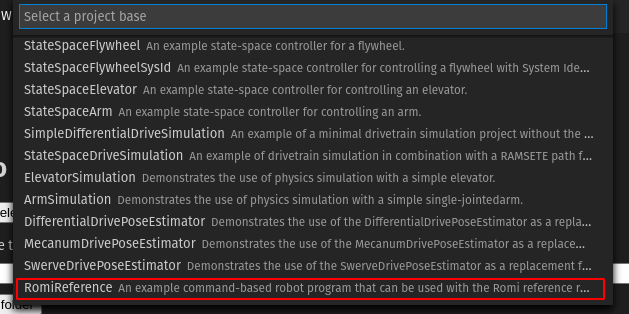 Select a project base
StateSpaceFlywheel An example state-space controller for a flywheel.
StateSpaceFlywheelSysId An example state-space controller for controlling a flywheel with System Ide...
StateSpaceElevator An example state-space controller for controlling an elevator.
StateSpaceArm An example state-space controller for controlling an arm.
SimpleDifferentialDriveSimulation An example of a minimal drivetrain simulation project without the ...
StateSpaceDriveSimulation An example of drivetrain simulation in combination with a RAMSETE path f...
ElevatorSimulation Demonstrates the use of physics simulation with a simple elevator.
ArmSimulation Demonstrates the use of physics simulation with a simple single-jointedarm.
DifferentialDrivePoseEstimator Demonstrates the use of the DifferentialDrivePoseEstimator as a repla...
MecanumDrivePoseEstimator Demonstrates the use of the MecanumDrivePoseEstimator as a replace...
SwerveDrivePoseEstimator Demonstrates the use of the SwerveDrivePoseEstimator as a replacement f...
RomiReference An example command-based robot program that can be used with the Romi reference r...
folder